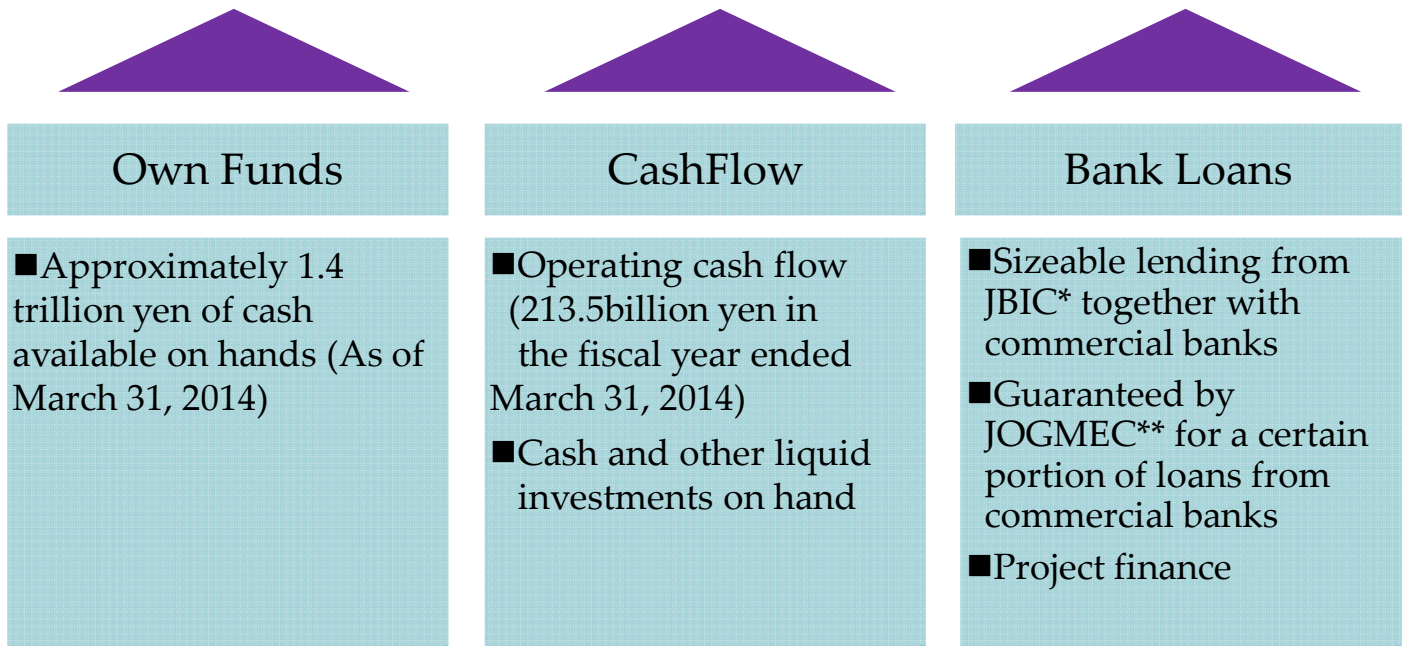 Own Funds
■Approximately 1.4
trillion yen of cash
available on hands (As of
March 31, 2014)
CashFlow
■Operating cash flow
(213.5billion yen in
the fiscal year ended
March 31, 2014)
■Cash and other liquid
investments on hand
Bank Loans
■Sizeable lending from
JBIC* together with
commercial banks
■Guaranteed by
JOGMEC** for a certain
portion of loans from
commercial banks
■Project finance